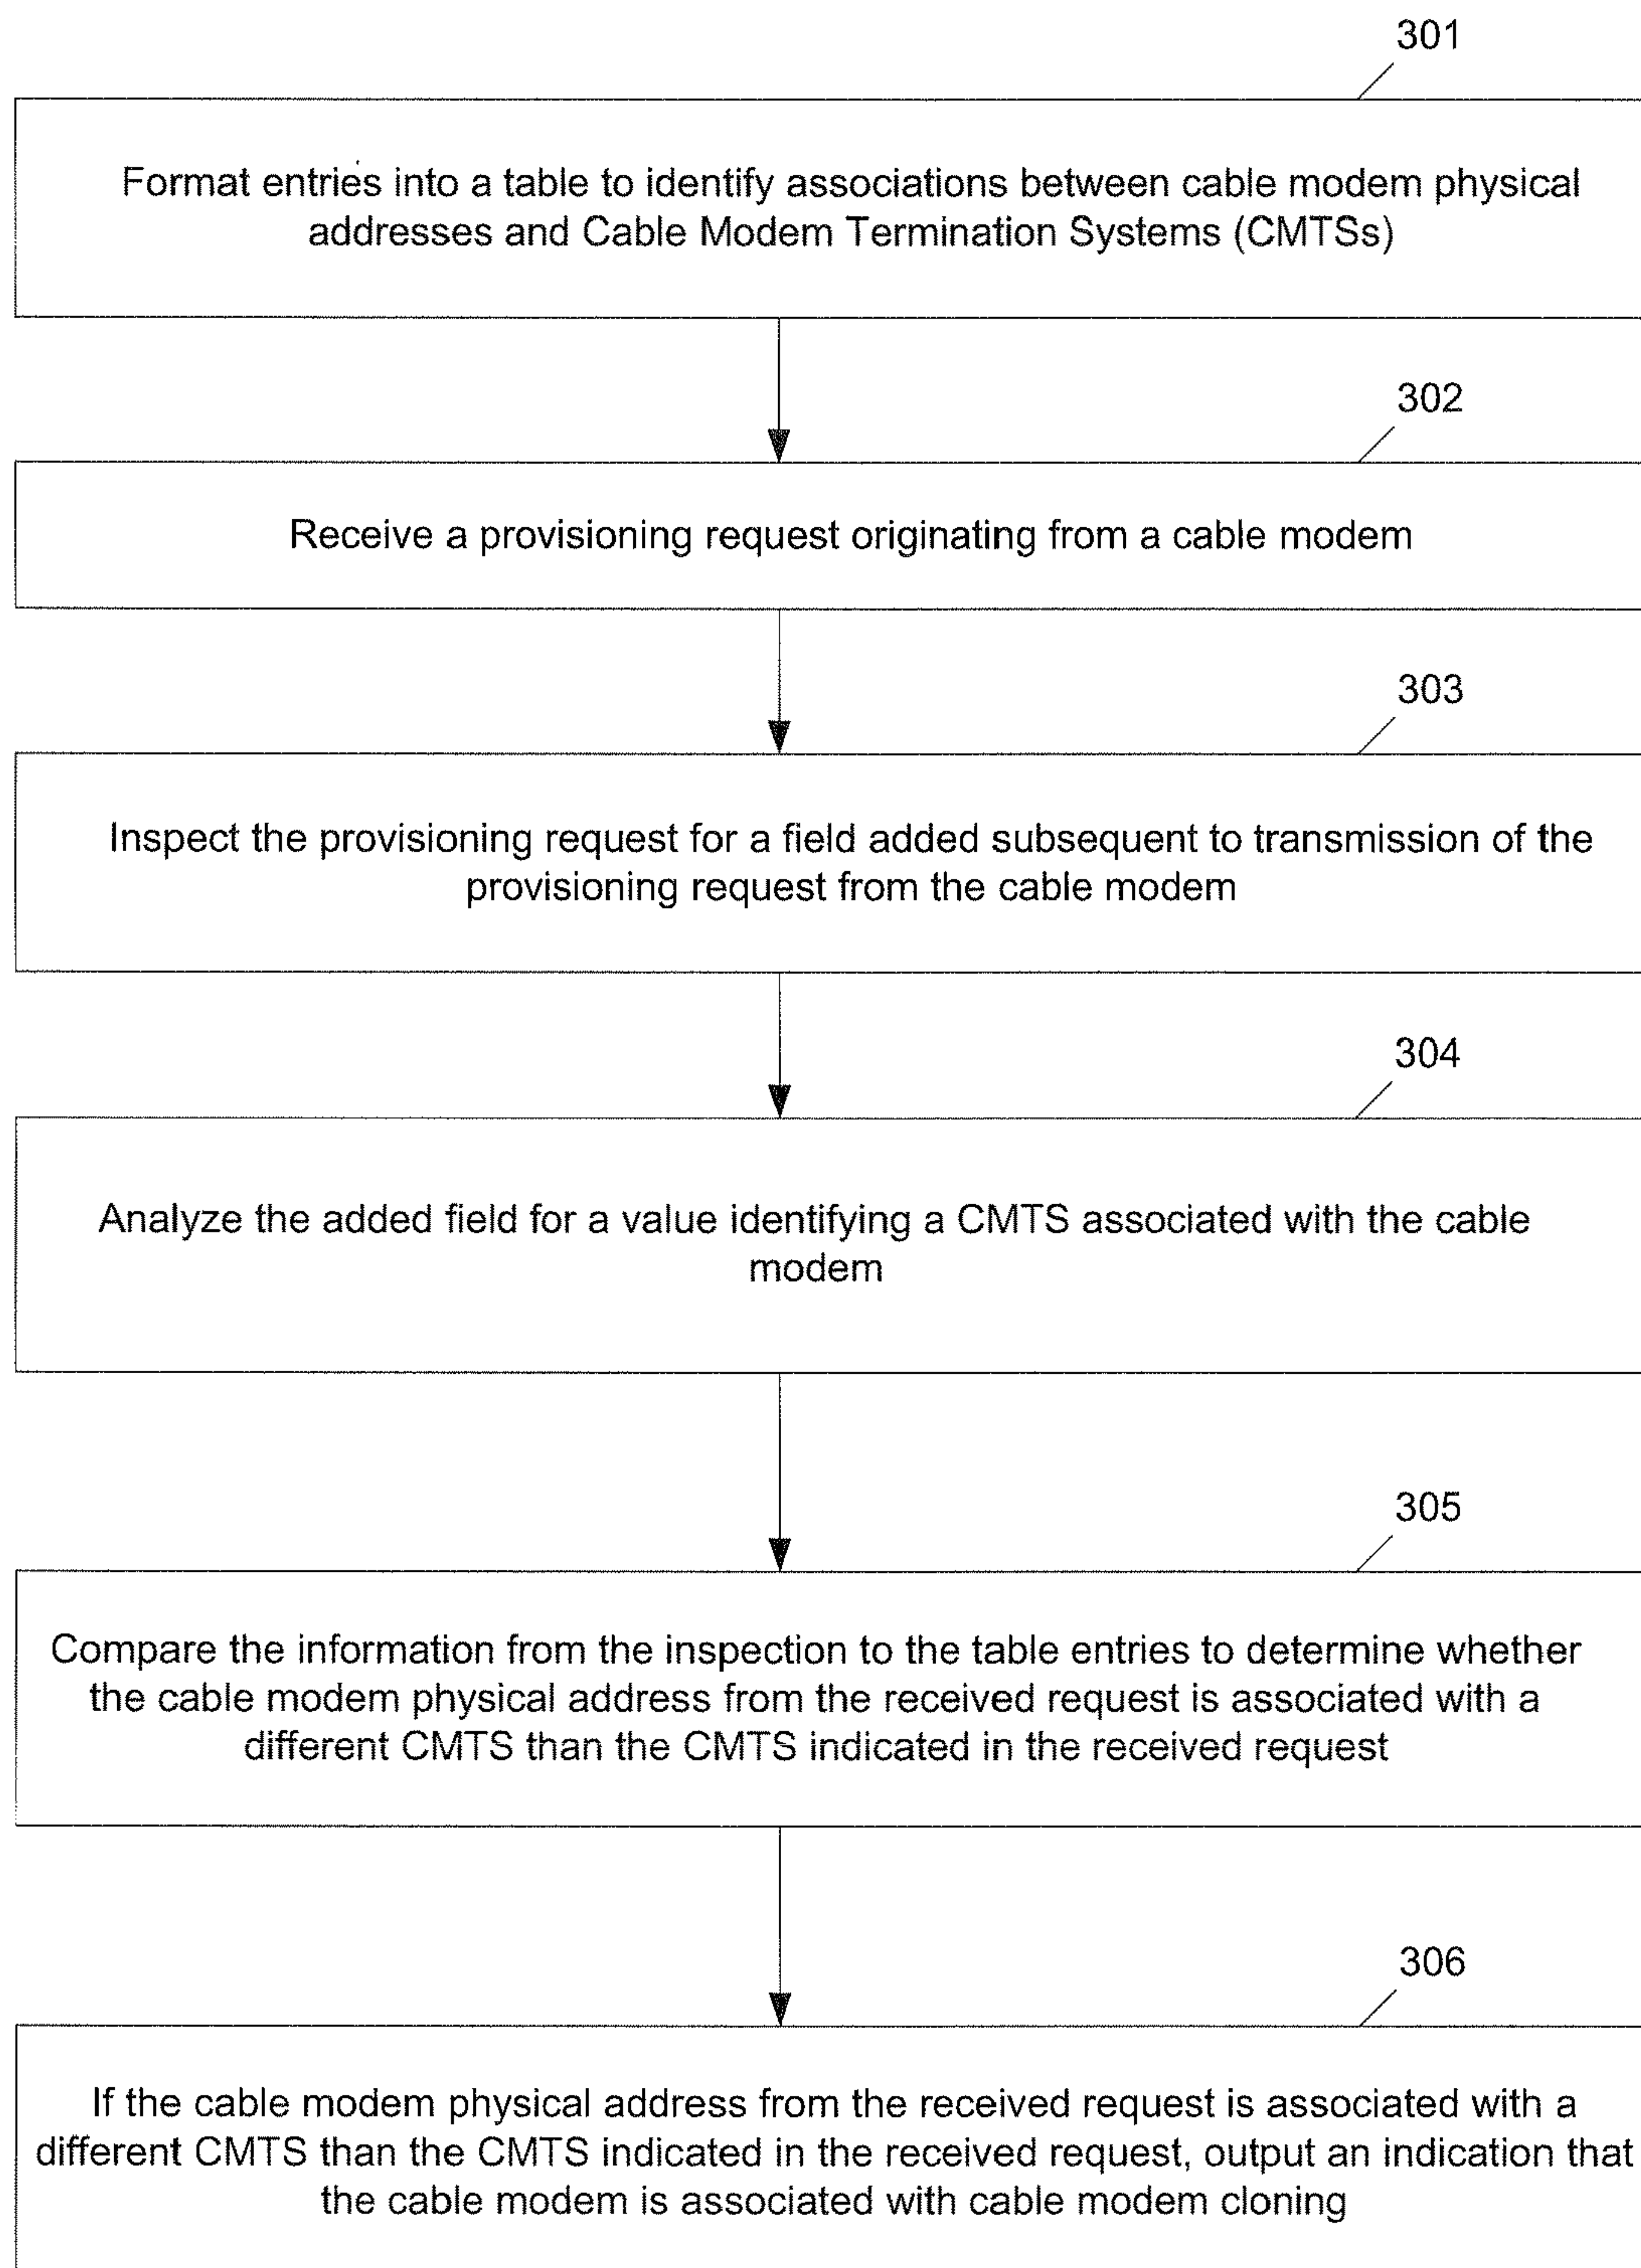 301
Format entries into a table to identify associations between cable modem physical
addresses and Cable Modem Termination Systems (CMTSs)
302
Receive a provisioning request originating from a cable modem
303
Inspect the provisioning request for a field added subsequent to transmission of the
provisioning request from the cable modem
304
Analyze the added field for a value identifying a CMTS associated with the cable
modem
305
Compare the information from the inspection to the table entries to determine whether
the cable modem physical address from the received request is associated with a
different CMTS than the CMTS indicated in the received request
306
If the cable modem physical address from the received request is associated with a
different CMTS than the CMTS indicated in the received request, output an indication that
the cable modem is associated with cable modem cloning